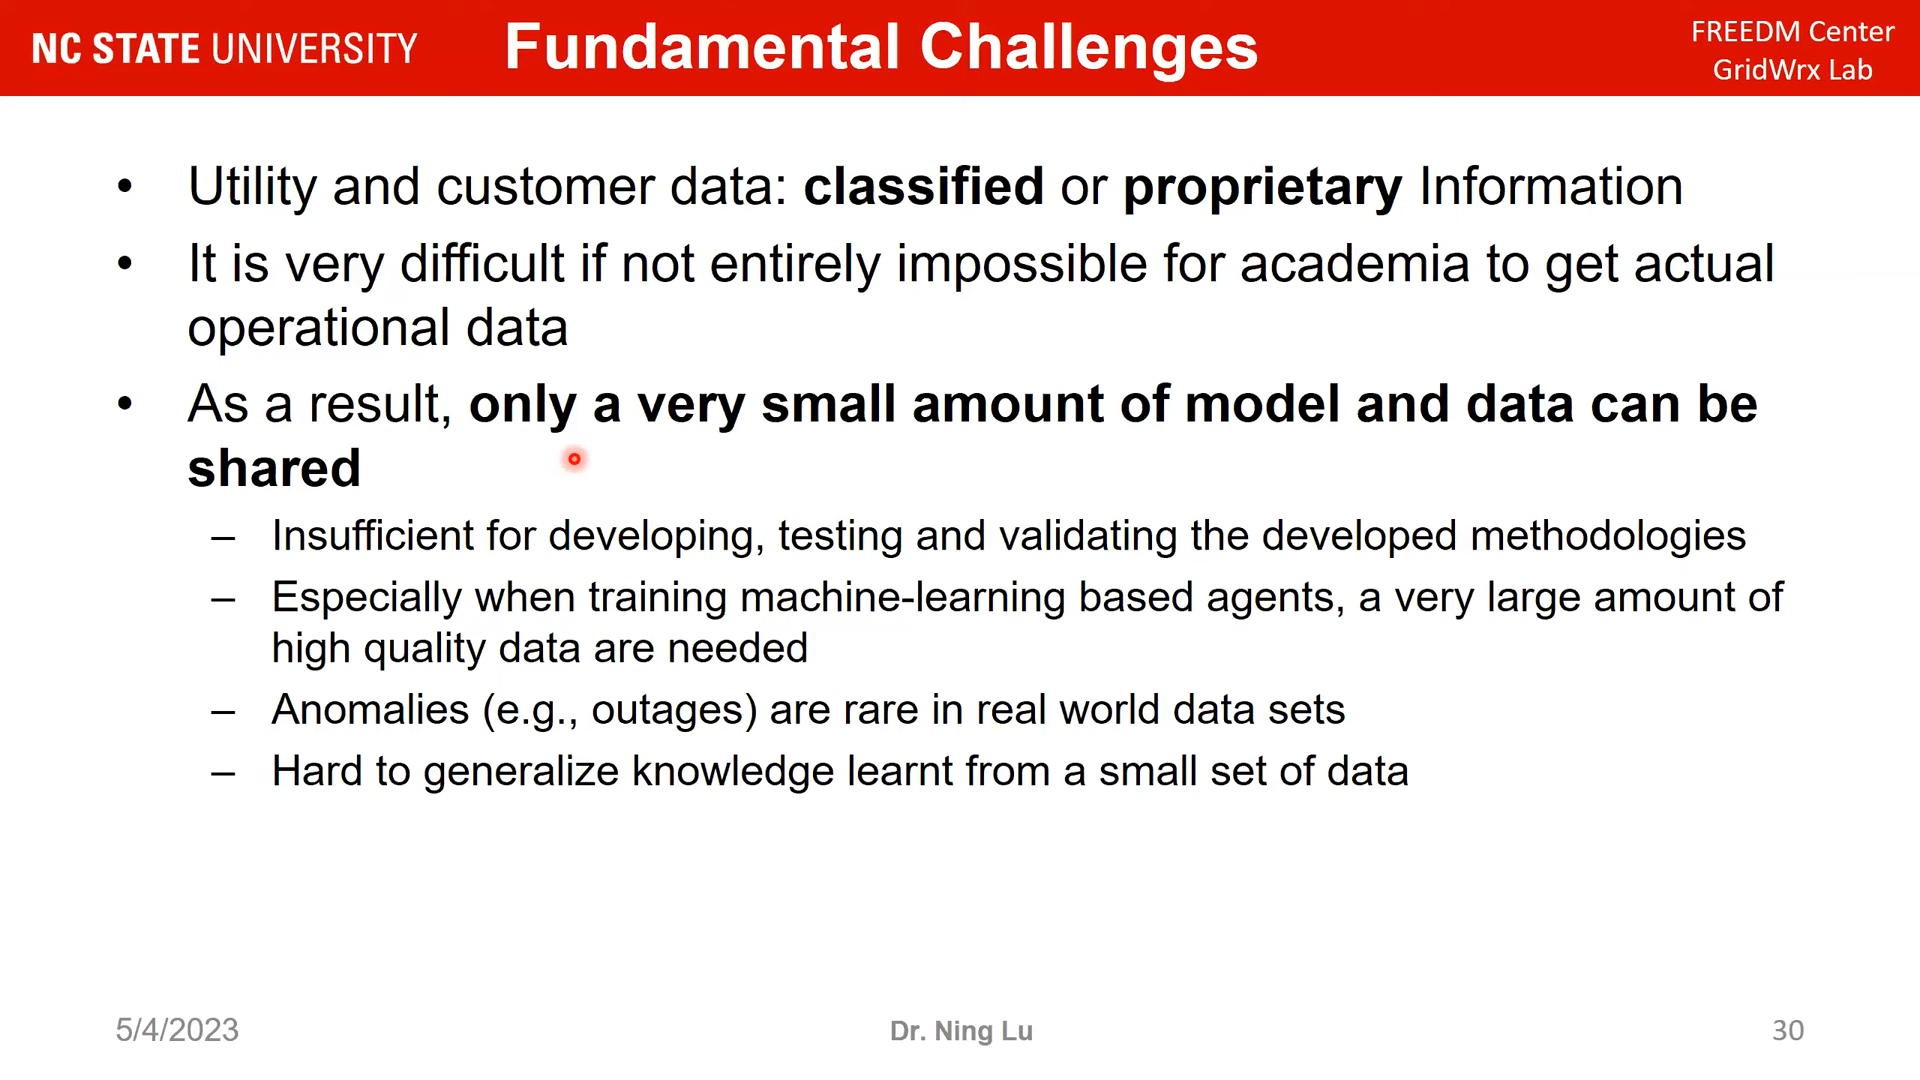 NC STATE UNIVERSITY
Fundamental Challenges
FREEDM Center
GridWrx Lab
• Utility and customer data: classified or proprietary Information
• It is very difficult if not entirely impossible for academia to get actual
operational data
• As a result, only a very small amount of model and data can be
shared
– Insufficient for developing, testing and validating the developed methodologies
– Especially when training machine-learning based agents, a very large amount of
high quality data are needed
– Anomalies (e.g., outages) are rare in real world data sets
– Hard to generalize knowledge learnt from a small set of data
5/4/2023
Dr. Ning Lu
30